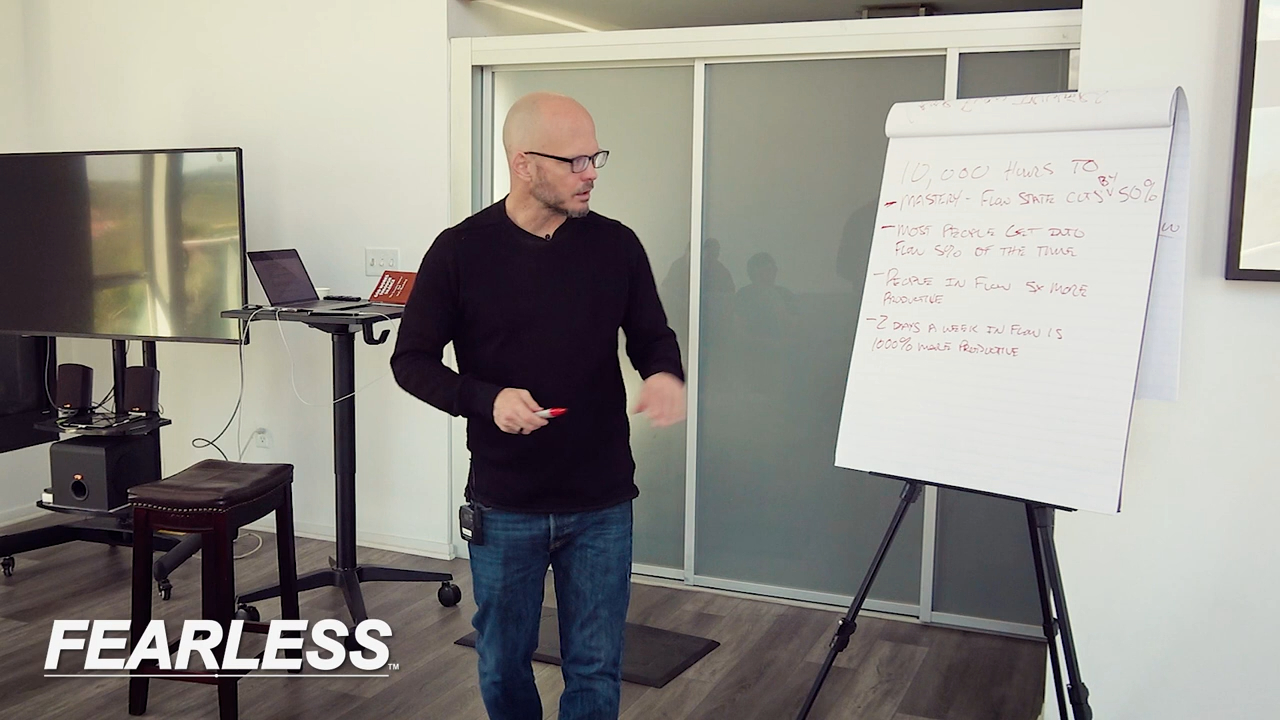 10,000 HOURS TO
- MASTERY - FLOW STATE CUTS BY 50%
- MOST PEOPLE GET INTO
FLOW 5% OF THE TIME
- PEOPLE IN FLOW 5X MORE
PRODUCTIVE
- 2 DAYS A WEEK IN FLOW IS
1000% MORE PRODUCTIVE
FEARLESS™